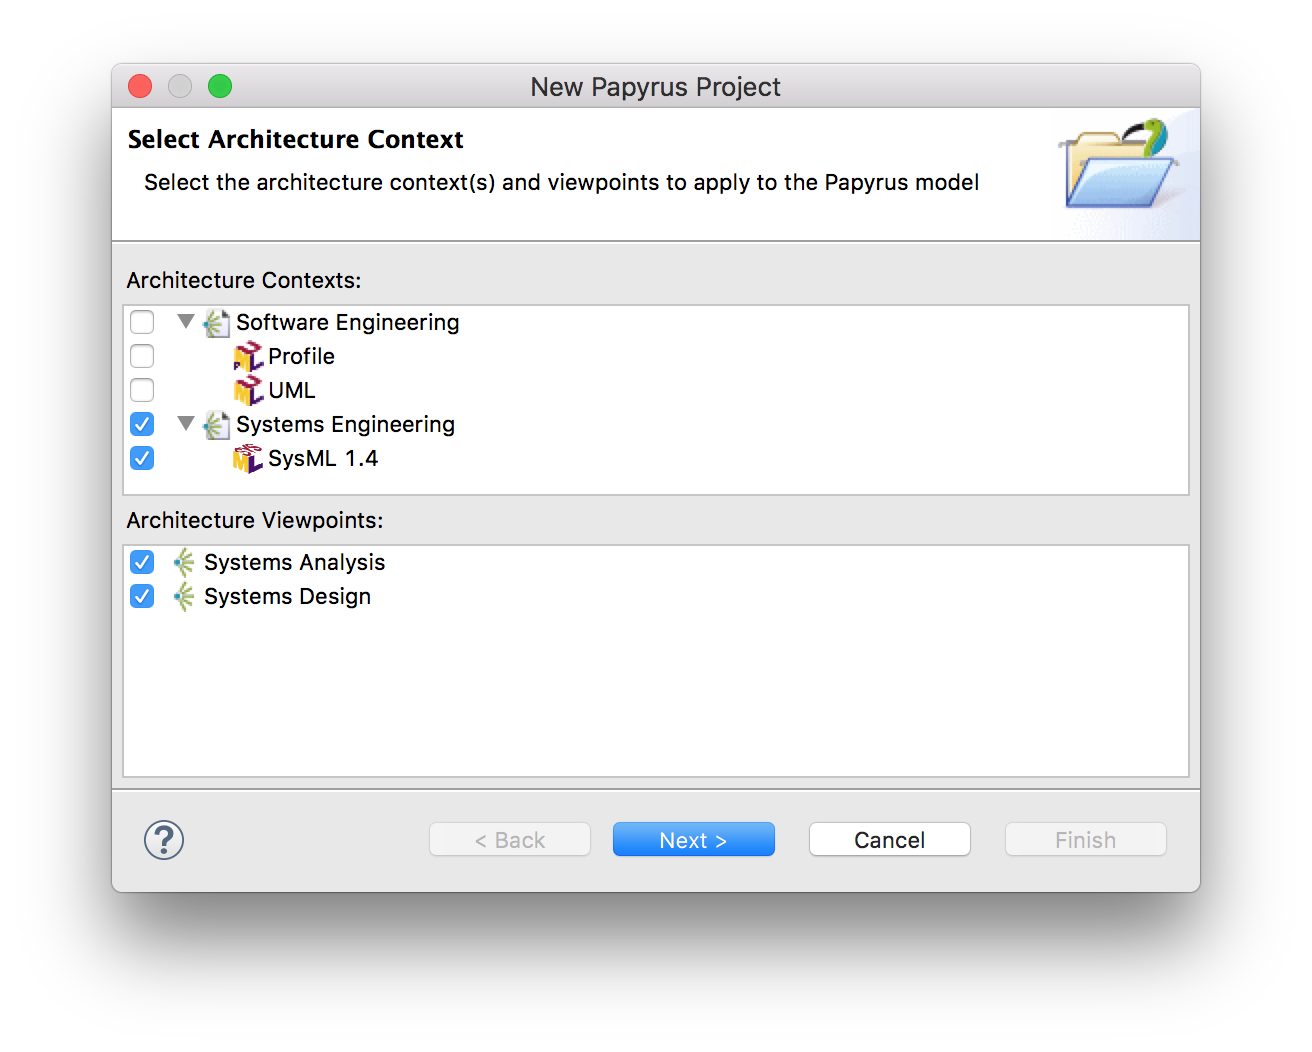 New Papyrus Project
Select Architecture Context
Select the architecture context(s) and viewpoints to apply to the Papyrus model
Architecture Contexts:
Software Engineering
Profile
UML
Systems Engineering
SysML 1.4
Architecture Viewpoints:
Systems Analysis
Systems Design
? < Back Next > Cancel Finish